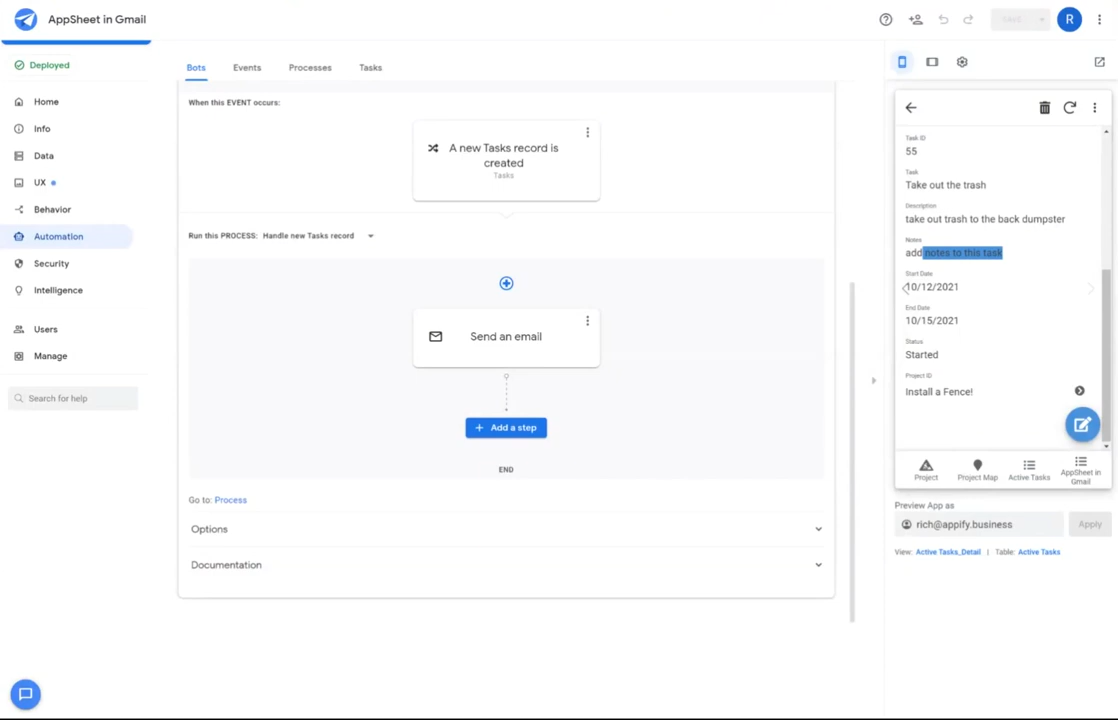 AppSheet in Gmail
SAVE
R
Deployed
Home
Info
Data
UX
Behavior
Automation
Security
Intelligence
Users
Manage
Search for help
Bots
Events
Processes
Tasks
When this EVENT occurs:
A new Tasks record is
created
Tasks
Run this PROCESS: Handle new Tasks record
Send an email
+ Add a step
END
Go to: Process
Options
Documentation
Task ID
55
Task
Take out the trash
Description
take out trash to the back dumpster
Notes
add notes to this task
Start Date
10/12/2021
End Date
10/15/2021
Status
Started
Project ID
Install a Fence!
Project
Project Map
Active Tasks
AppSheet in
Gmail
Preview App as
rich@appify.business
Apply
View: Active Tasks_Detail | Table: Active Tasks